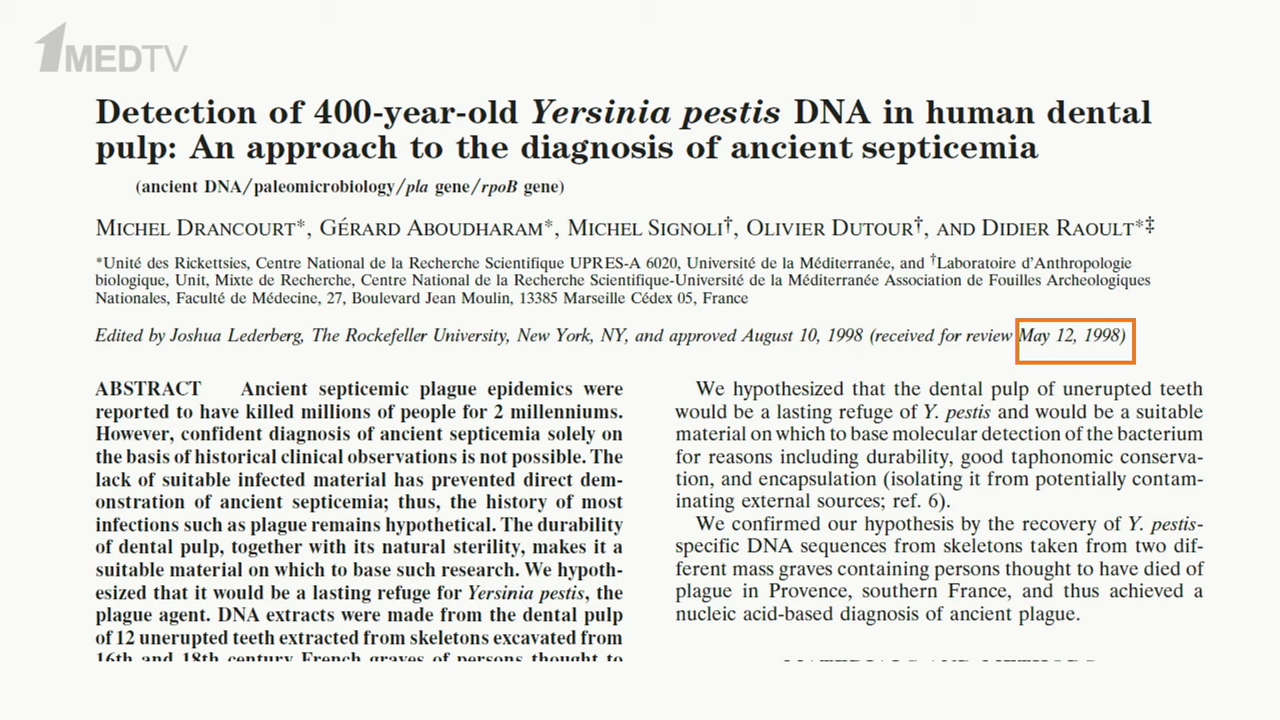 1MEDTV
Detection of 400-year-old Yersinia pestis DNA in human dental
pulp: An approach to the diagnosis of ancient septicemia
(ancient DNA/paleomicrobiology/pla gene/rpoB gene)
MICHEL DRANCOURT*, GÉRARD ABOUDHARAM*, MICHEL SIGNOLI†, OLIVIER DUTOUR†, AND DIDIER RAOULT*‡
*Unité des Rickettsies, Centre National de la Recherche Scientifique UPRES-A 6020, Université de la Méditerranée, and †Laboratoire d'Anthropologie
biologique, Unit, Mixte de Recherche, Centre National de la Recherche Scientifique-Université de la Méditerranée Association de Fouilles Archeologiques
Nationales, Faculté de Médecine, 27, Boulevard Jean Moulin, 13385 Marseille Cédex 05, France
Edited by Joshua Lederberg, The Rockefeller University, New York, NY, and approved August 10, 1998 (received for review May 12, 1998)
ABSTRACT Ancient septicemic plague epidemics were
reported to have killed millions of people for 2 millenniums.
However, confident diagnosis of ancient septicemia solely on
the basis of historical clinical observations is not possible. The
lack of suitable infected material has prevented direct dem-
onstration of ancient septicemia; thus, the history of most
infections such as plague remains hypothetical. The durability
of dental pulp, together with its natural sterility, makes it a
suitable material on which to base such research. We hypoth-
esized that it would be a lasting refuge for Yersinia pestis, the
plague agent. DNA extracts were made from the dental pulp
of 12 unerupted teeth extracted from skeletons excavated from
16th and 18th century French graves of persons thought to
We hypothesized that the dental pulp of unerupted teeth
would be a lasting refuge of Y. pestis and would be a suitable
material on which to base molecular detection of the bacterium
for reasons including durability, good taphonomic conserva-
tion, and encapsulation (isolating it from potentially contam-
inating external sources; ref. 6).
We confirmed our hypothesis by the recovery of Y. pestis-
specific DNA sequences from skeletons taken from two dif-
ferent mass graves containing persons thought to have died of
plague in Provence, southern France, and thus achieved a
nucleic acid-based diagnosis of ancient plague.